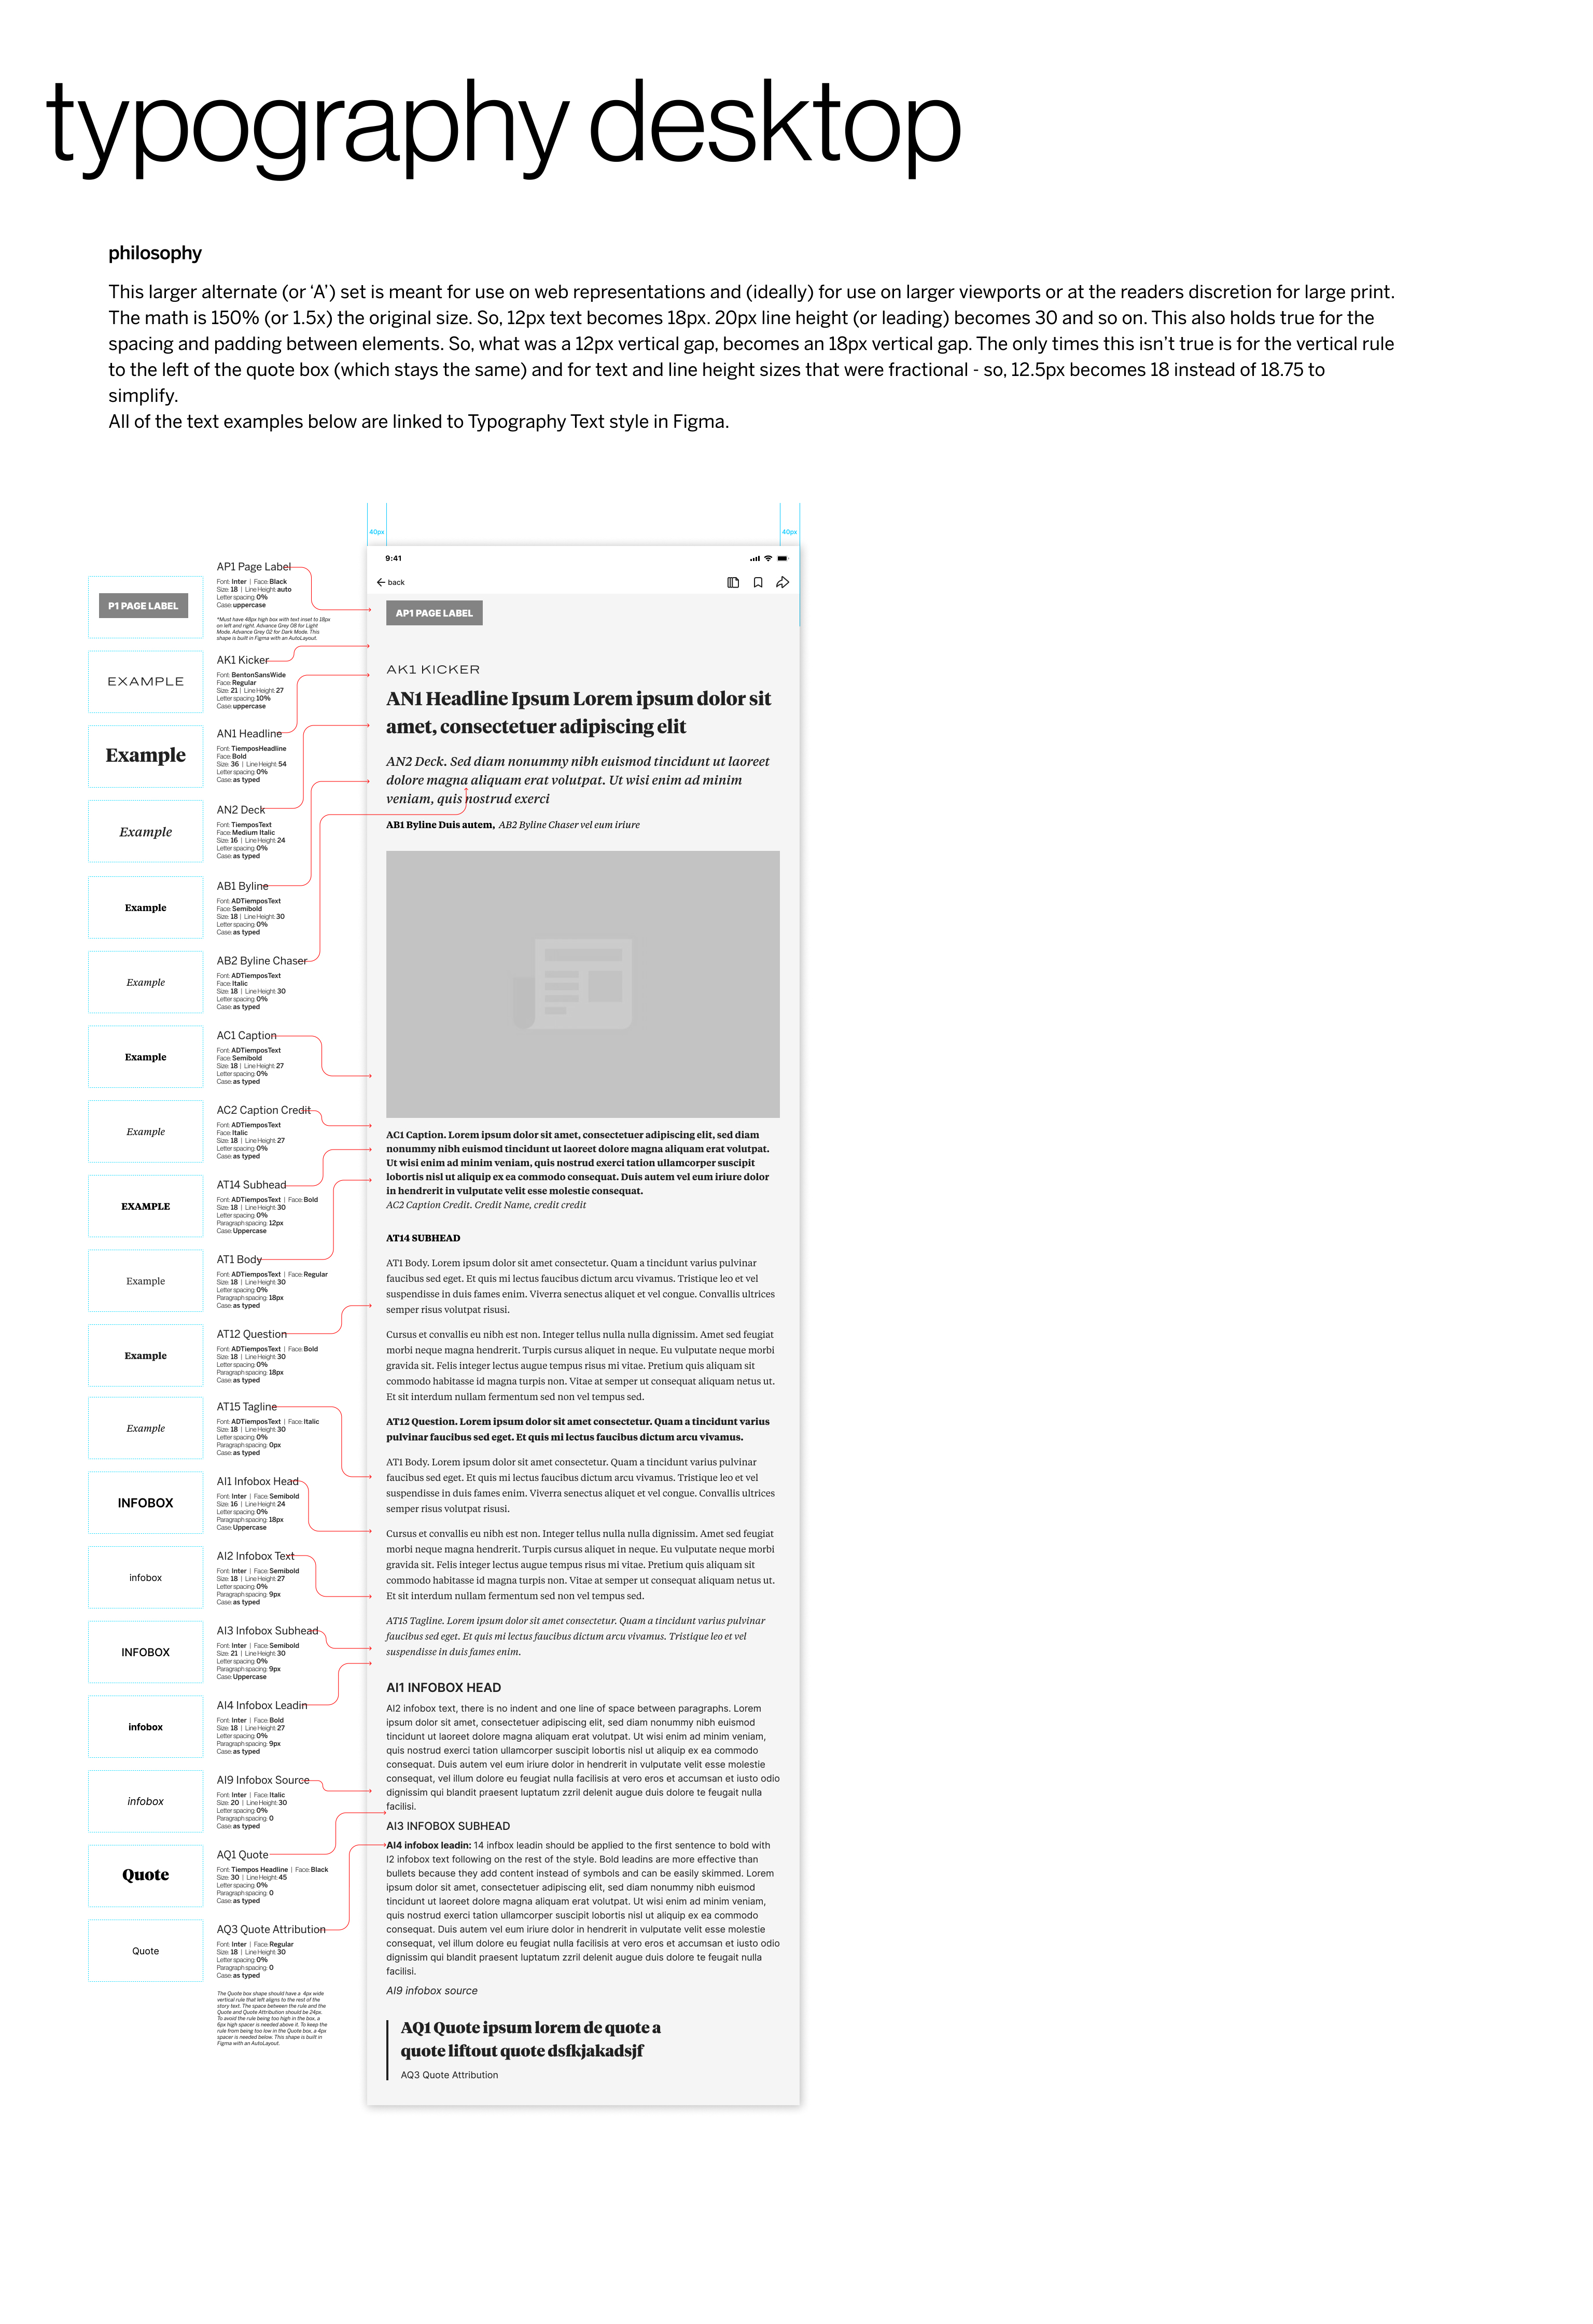 typography desktop
philosophy
This larger alternate (or ‘A’) set is meant for use on web representations and (ideally) for use on larger viewports or at the readers discretion for large print.
The math is 150% (or 1.5x) the original size. So, 12px text becomes 18px. 20px line height (or leading) becomes 30 and so on. This also holds true for the
spacing and padding between elements. So, what was a 12px vertical gap, becomes an 18px vertical gap. The only times this isn’t true is for the vertical rule
to the left of the quote box (which stays the same) and for text and line height sizes that were fractional - so, 12.5px becomes 18 instead of 18.75 to
simplify.
All of the text examples below are linked to Typography Text style in Figma.
P1 PAGE LABEL
AP1 Page Label
Font: Inter | Face: Black
Size: 18 | Line Height: auto
Letter spacing: 0%
Case: uppercase
*Must have 48px high box with text inset to 18px
on left and right. Advance Grey 08 for Light
Mode. Advance Grey 02 for Dark Mode. This
shape is built in Figma with an AutoLayout.
EXAMPLE
AK1 Kicker
Font: BentonSansWide
Face: Regular
Size: 21 | Line Height: 27
Letter spacing: 10%
Case: uppercase
Example
AN1 Headline
Font: TiemposHeadline
Face: Bold
Size: 36 | Line Height: 54
Letter spacing: 0%
Case: as typed
Example
AN2 Deck
Font: TiemposText
Face: Medium Italic
Size: 16 | Line Height: 24
Letter spacing: 0%
Case: as typed
Example
AB1 Byline
Font: ADTiemposText
Face: Semibold
Size: 18 | Line Height: 30
Letter spacing: 0%
Case: as typed
Example
AB2 Byline Chaser
Font: ADTiemposText
Face: Italic
Size: 18 | Line Height: 30
Letter spacing: 0%
Case: as typed
Example
AC1 Caption
Font: ADTiemposText
Face: Semibold
Size: 18 | Line Height: 27
Letter spacing: 0%
Case: as typed
Example
AC2 Caption Credit
Font: ADTiemposText
Face: Italic
Size: 18 | Line Height: 27
Letter spacing: 0%
Case: as typed
EXAMPLE
AT14 Subhead
Font: ADTiemposText | Face: Bold
Size: 18 | Line Height: 30
Letter spacing: 0%
Paragraph spacing: 12px
Case: Uppercase
Example
AT1 Body
Font: ADTiemposText | Face: Regular
Size: 18 | Line Height: 30
Letter spacing: 0%
Paragraph spacing: 18px
Case: as typed
Example
AT12 Question
Font: ADTiemposText | Face: Bold
Size: 18 | Line Height: 30
Letter spacing: 0%
Paragraph spacing: 18px
Case: as typed
Example
AT15 Tagline
Font: ADTiemposText | Face: Italic
Size: 18 | Line Height: 30
Letter spacing: 0%
Paragraph spacing: 0px
Case: as typed
INFOBOX
AI1 Infobox Head
Font: Inter | Face: Semibold
Size: 16 | Line Height: 24
Letter spacing: 0%
Paragraph spacing: 18px
Case: Uppercase
infobox
AI2 Infobox Text
Font: Inter | Face: Semibold
Size: 18 | Line Height: 27
Letter spacing: 0%
Paragraph spacing: 9px
Case: as typed
INFOBOX
AI3 Infobox Subhead
Font: Inter | Face: Semibold
Size: 21 | Line Height: 30
Letter spacing: 0%
Paragraph spacing: 9px
Case: Uppercase
infobox
AI4 Infobox Leadin
Font: Inter | Face: Bold
Size: 18 | Line Height: 27
Letter spacing: 0%
Paragraph spacing: 9px
Case: as typed
infobox
AI9 Infobox Source
Font: Inter | Face: Italic
Size: 20 | Line Height: 30
Letter spacing: 0%
Paragraph spacing: 0
Case: as typed
Quote
AQ1 Quote
Font: Tiempos Headline | Face: Black
Size: 30 | Line Height: 45
Letter spacing: 0%
Paragraph spacing: 0
Case: as typed
Quote
AQ3 Quote Attribution
Font: Inter | Face: Regular
Size: 18 | Line Height: 30
Letter spacing: 0%
Paragraph spacing: 0
Case: as typed
The Quote box shape should have a 4px wide
vertical rule that left aligns to the rest of the
story text. The space between the rule and the
Quote and Quote Attribution should be 24px.
To avoid the rule being too high in the box, a
6px high spacer is needed above it. To keep the
rule from being too low in the Quote box, a 4px
spacer is needed below. This shape is built in
Figma with an AutoLayout.
40px
40px
9:41
back
AP1 PAGE LABEL
AK1 KICKER
AN1 Headline Ipsum Lorem ipsum dolor sit
amet, consectetuer adipiscing elit
AN2 Deck. Sed diam nonummy nibh euismod tincidunt ut laoreet
dolore magna aliquam erat volutpat. Ut wisi enim ad minim
veniam, quis nostrud exerci
AB1 Byline Duis autem, AB2 Byline Chaser vel eum iriure
AC1 Caption. Lorem ipsum dolor sit amet, consectetuer adipiscing elit, sed diam
nonummy nibh euismod tincidunt ut laoreet dolore magna aliquam erat volutpat.
Ut wisi enim ad minim veniam, quis nostrud exerci tation ullamcorper suscipit
lobortis nisl ut aliquip ex ea commodo consequat. Duis autem vel eum iriure dolor
in hendrerit in vulputate velit esse molestie consequat.
AC2 Caption Credit. Credit Name, credit credit
AT14 SUBHEAD
AT1 Body. Lorem ipsum dolor sit amet consectetur. Quam a tincidunt varius pulvinar
faucibus sed eget. Et quis mi lectus faucibus dictum arcu vivamus. Tristique leo et vel
suspendisse in duis fames enim. Viverra senectus aliquet et vel congue. Convallis ultrices
semper risus volutpat risusi.
Cursus et convallis eu nibh est non. Integer tellus nulla nulla dignissim. Amet sed feugiat
morbi neque magna hendrerit. Turpis cursus aliquet in neque. Eu vulputate neque morbi
gravida sit. Felis integer lectus augue tempus risus mi vitae. Pretium quis aliquam sit
commodo habitasse id magna turpis non. Vitae at semper ut consequat aliquam netus ut.
Et sit interdum nullam fermentum sed non vel tempus sed.
AT12 Question. Lorem ipsum dolor sit amet consectetur. Quam a tincidunt varius
pulvinar faucibus sed eget. Et quis mi lectus faucibus dictum arcu vivamus.
AT1 Body. Lorem ipsum dolor sit amet consectetur. Quam a tincidunt varius pulvinar
faucibus sed eget. Et quis mi lectus faucibus dictum arcu vivamus. Tristique leo et vel
suspendisse in duis fames enim. Viverra senectus aliquet et vel congue. Convallis ultrices
semper risus volutpat risusi.
Cursus et convallis eu nibh est non. Integer tellus nulla nulla dignissim. Amet sed feugiat
morbi neque magna hendrerit. Turpis cursus aliquet in neque. Eu vulputate neque morbi
gravida sit. Felis integer lectus augue tempus risus mi vitae. Pretium quis aliquam sit
commodo habitasse id magna turpis non. Vitae at semper ut consequat aliquam netus ut.
Et sit interdum nullam fermentum sed non vel tempus sed.
AT15 Tagline. Lorem ipsum dolor sit amet consectetur. Quam a tincidunt varius pulvinar
faucibus sed eget. Et quis mi lectus faucibus dictum arcu vivamus. Tristique leo et vel
suspendisse in duis fames enim.
AI1 INFOBOX HEAD
AI2 infobox text, there is no indent and one line of space between paragraphs. Lorem
ipsum dolor sit amet, consectetuer adipiscing elit, sed diam nonummy nibh euismod
tincidunt ut laoreet dolore magna aliquam erat volutpat. Ut wisi enim ad minim veniam,
quis nostrud exerci tation ullamcorper suscipit lobortis nisl ut aliquip ex ea commodo
consequat. Duis autem vel eum iriure dolor in hendrerit in vulputate velit esse molestie
consequat, vel illum dolore eu feugiat nulla facilisis at vero eros et accumsan et iusto odio
dignissim qui blandit praesent luptatum zzril delenit augue duis dolore te feugait nulla
facilisi.
AI3 INFOBOX SUBHEAD
AI4 infobox leadin: 14 infbox leadin should be applied to the first sentence to bold with
I2 infobox text following on the rest of the style. Bold leadins are more effective than
bullets because they add content instead of symbols and can be easily skimmed. Lorem
ipsum dolor sit amet, consectetuer adipiscing elit, sed diam nonummy nibh euismod
tincidunt ut laoreet dolore magna aliquam erat volutpat. Ut wisi enim ad minim veniam,
quis nostrud exerci tation ullamcorper suscipit lobortis nisl ut aliquip ex ea commodo
consequat. Duis autem vel eum iriure dolor in hendrerit in vulputate velit esse molestie
consequat, vel illum dolore eu feugiat nulla facilisis at vero eros et accumsan et iusto odio
dignissim qui blandit praesent luptatum zzril delenit augue duis dolore te feugait nulla
facilisi.
AI9 infobox source
AQ1 Quote ipsum lorem de quote a
quote liftout quote dsfkjakadsjf
AQ3 Quote Attribution